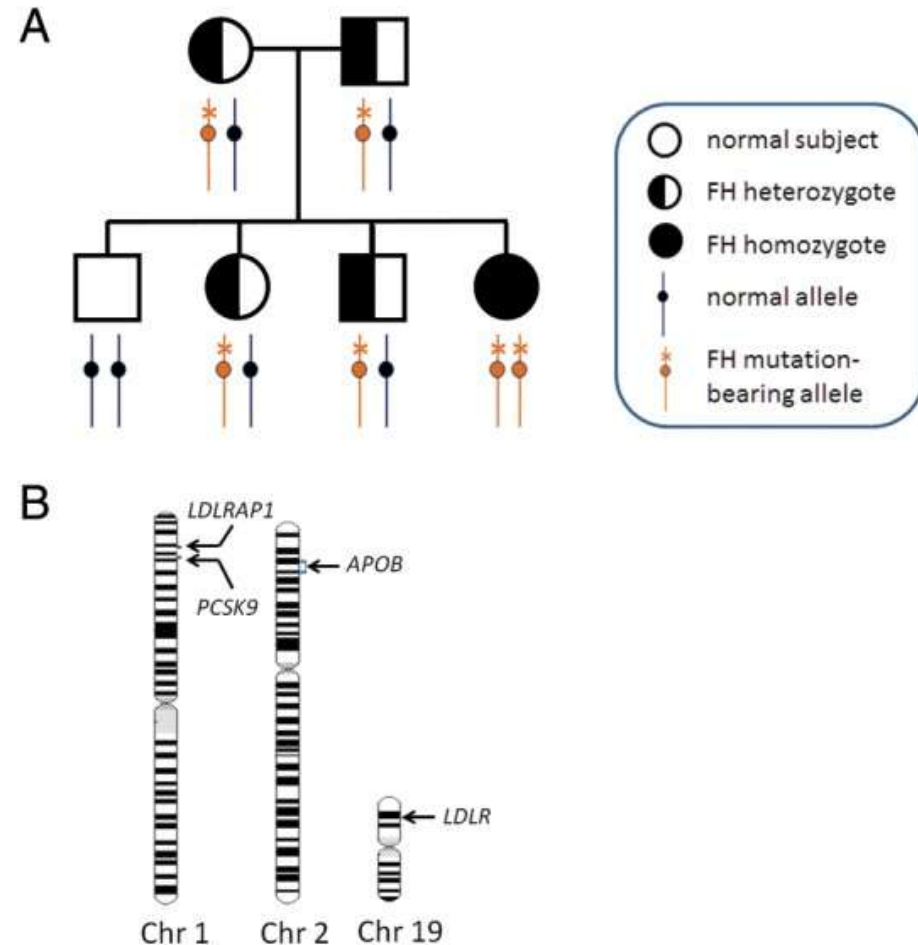 A
normal subject
FH heterozygote
FH homozygote
normal allele
FH mutation-
bearing allele
B
LDLRAP1
PCSK9
APOB
LDLR
Chr 1
Chr 2
Chr 19